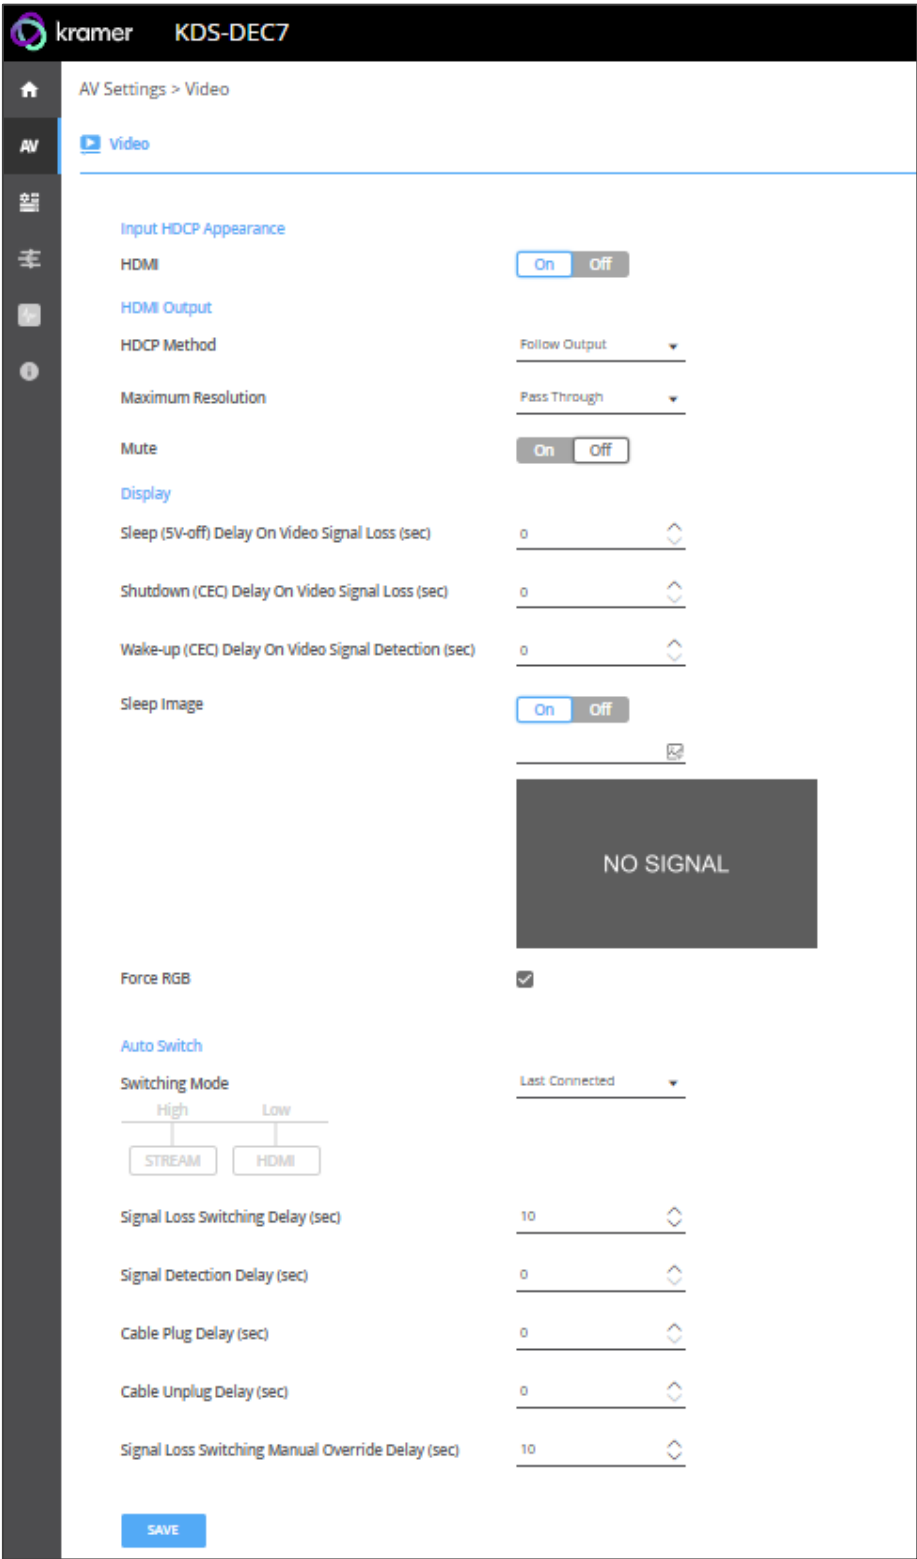 kramer KDS-DEC7
AV Settings > Video
AV
Video
Input HDCP Appearance
HDMI On Off
HDMI Output
HDCP Method Follow Output
Maximum Resolution Pass Through
Mute On Off
Display
Sleep (5V-off) Delay On Video Signal Loss (sec) 0
Shutdown (CEC) Delay On Video Signal Loss (sec) 0
Wake-up (CEC) Delay On Video Signal Detection (sec) 0
Sleep Image On Off
NO SIGNAL
Force RGB
Auto Switch
Switching Mode Last Connected
High Low
STREAM HDMI
Signal Loss Switching Delay (sec) 10
Signal Detection Delay (sec) 0
Cable Plug Delay (sec) 0
Cable Unplug Delay (sec) 0
Signal Loss Switching Manual Override Delay (sec) 10
SAVE